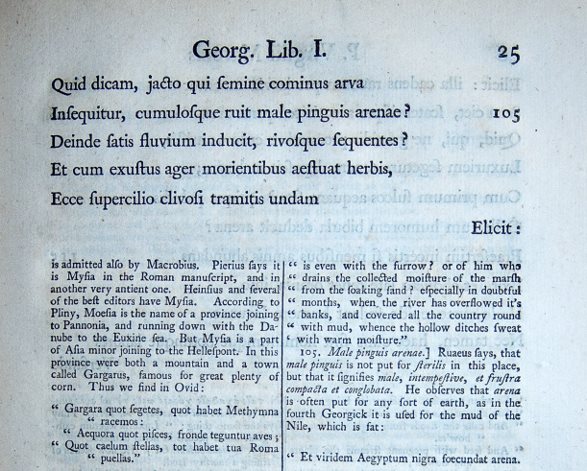 Georg. Lib. I. 25
Quid dicam, jacto qui ſemine cominus arva
Inſequitur, cumuloſque ruit male pinguis arenae? 105
Deinde ſatis fluvium inducit, rivoſque ſequentes?
Et cum exuſtus ager morientibus aeſtuat herbis,
Ecce ſupercilio clivoſi tramitis undam
Elicit:
is admitted alſo by Macrobius. Pierius ſays it
is Myſia in the Roman manuſcript, and in
another very antient one. Heinſius and ſeveral
of the beſt editors have Myſia. According to
Pliny, Moeſia is the name of a province joining
to Pannonia, and running down with the Da-
nube to the Euxine ſea. But Myſia is a part
of Aſia minor joining to the Helleſpont. In this
province were both a mountain and a town
called Gargarus, famous for great plenty of
corn. Thus we find in Ovid:
“ Gargara quot ſegetes, quot habet Methymna
“ racemos:
“ Aequora quot piſces, fronde teguntur aves;
“ Quot caelum ſtellas, tot habet tua Roma
“ puellas.”
“ is even with the furrow? or of him who
“ drains the collected moiſture of the marſh
“ from the ſoaking ſand? eſpecially in doubtful
“ months, when the river has overflowed it's
“ banks, and covered all the country round
“ with mud, whence the hollow ditches ſweat
“ with warm moiſture.”
105. Male pinguis arenae.] Ruaeus ſays, that
male pinguis is not put for ſterilis in this place,
but that it ſignifies male, intempeſtive, et fruſtra
compacta et conglobata. He obſerves that arena
is often put for any ſort of earth, as in the
fourth Georgick it is uſed for the mud of the
Nile, which is fat:
“ Et viridem Aegyptum nigra foecundat arena.